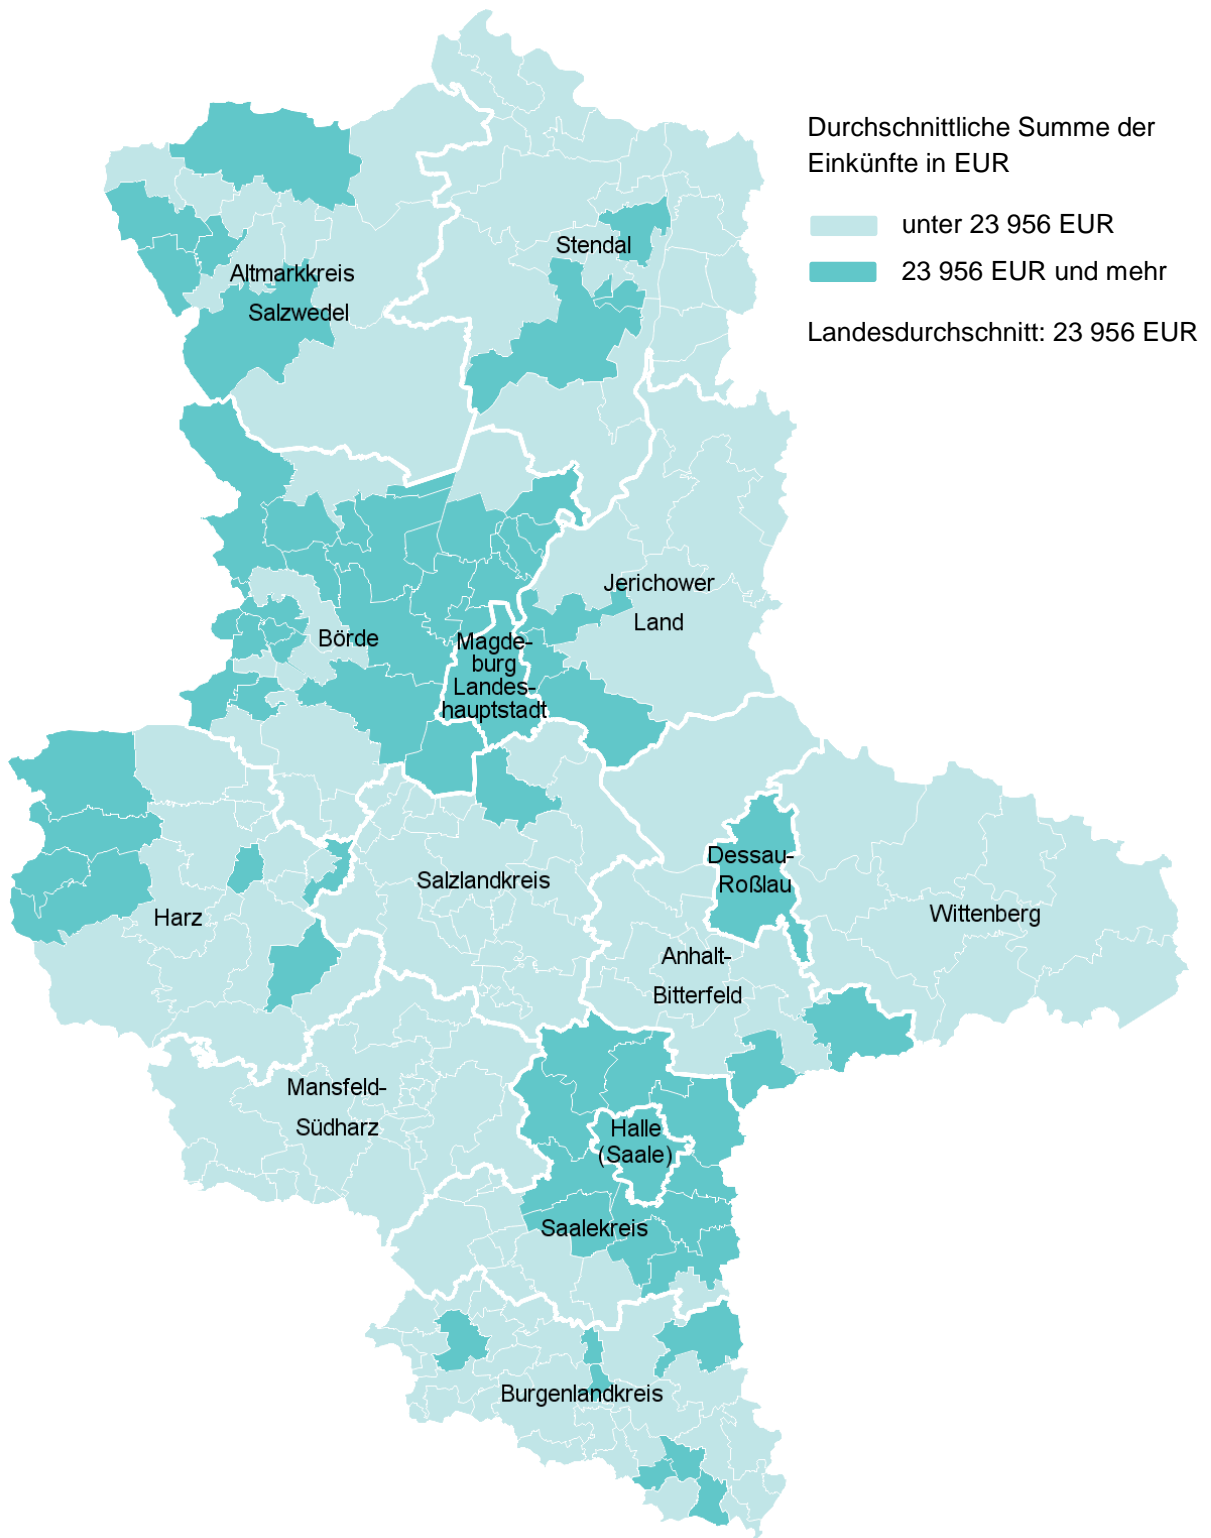 Durchschnittliche Summe der
Einkünfte in EUR
unter 23 956 EUR
23 956 EUR und mehr
Landesdurchschnitt: 23 956 EUR
Stendal
Altmarkkreis
Salzwedel
Jerichower
Land
Börde
Magde-
burg
Landes-
hauptstadt
Dessau-
Roßlau
Salzlandkreis
Harz
Wittenberg
Anhalt-
Bitterfeld
Mansfeld-
Südharz
Halle
(Saale)
Saalekreis
Burgenlandkreis